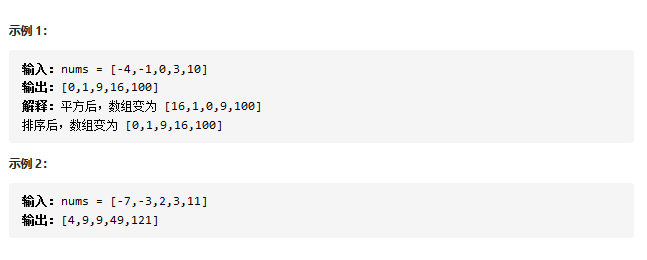 示例 1：
输入：nums = [-4,-1,0,3,10]
输出：[0,1,9,16,100]
解释：平方后，数组变为 [16,1,0,9,100]
排序后，数组变为 [0,1,9,16,100]
示例 2：
输入：nums = [-7,-3,2,3,11]
输出：[4,9,9,49,121]